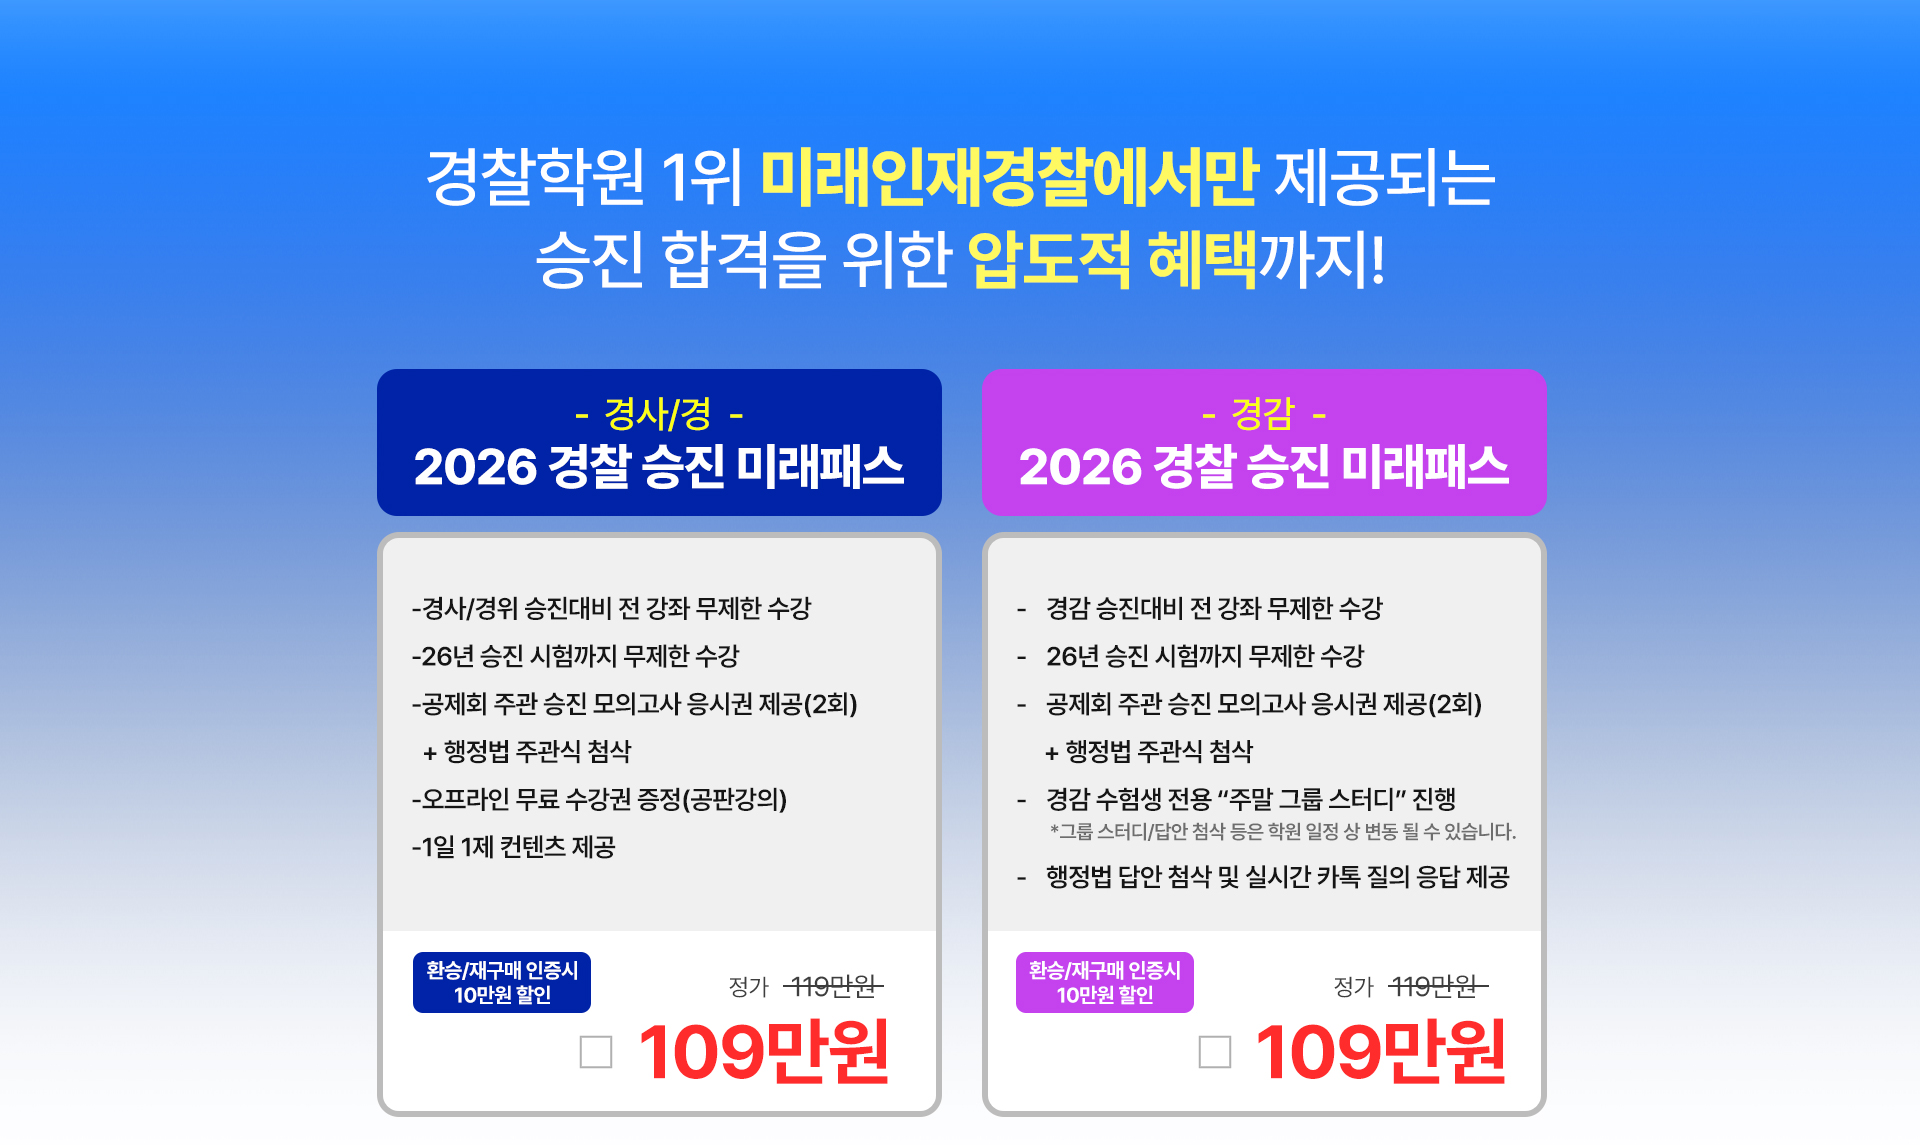 경찰학원 1위 미래인재경찰에서만 제공되는
승진 합격을 위한 압도적 혜택까지!
- 경사/경 -
2026 경찰 승진 미래패스
-경사/경위 승진대비 전 강좌 무제한 수강
-26년 승진 시험까지 무제한 수강
-공제회 주관 승진 모의고사 응시권 제공(2회)
+ 행정법 주관식 첨삭
-오프라인 무료 수강권 증정(공판강의)
-1일 1제 컨텐츠 제공
환승/재구매 인증시
10만원 할인
정가 119만원
109만원
- 경감 -
2026 경찰 승진 미래패스
- 경감 승진대비 전 강좌 무제한 수강
- 26년 승진 시험까지 무제한 수강
- 공제회 주관 승진 모의고사 응시권 제공(2회)
+ 행정법 주관식 첨삭
- 경감 수험생 전용 “주말 그룹 스터디” 진행
*그룹 스터디/답안 첨삭 등은 학원 일정 상 변동 될 수 있습니다.
- 행정법 답안 첨삭 및 실시간 카톡 질의 응답 제공
환승/재구매 인증시
10만원 할인
정가 119만원
109만원